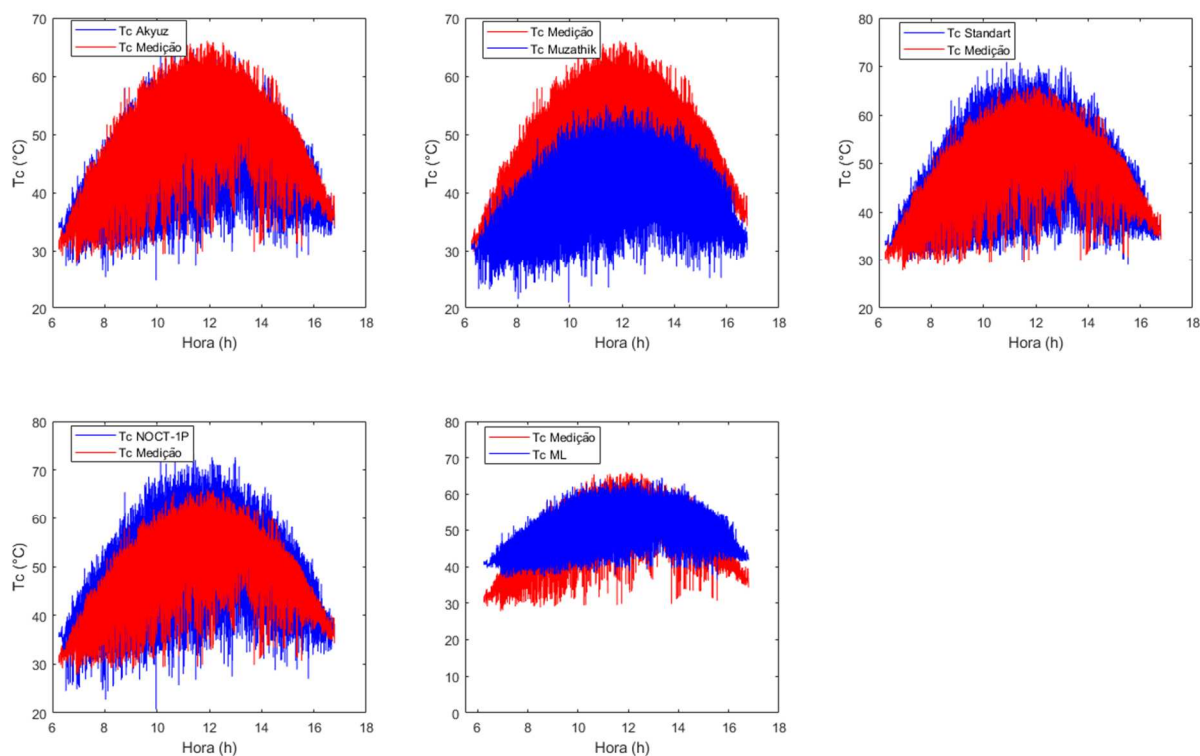 Tc Akyuz
Tc Medição
Tc (°C)
70
60
50
40
30
20
6 8 10 12 14 16 18
Hora (h)
Tc Medição
Tc Muzathik
70
60
50
40
30
20
6 8 10 12 14 16 18
Hora (h)
Tc Standart
Tc Medição
Tc (°C)
80
70
60
50
40
30
20
6 8 10 12 14 16 18
Hora (h)
Tc NOCT-1P
Tc Medição
Tc (°C)
80
70
60
50
40
30
20
6 8 10 12 14 16 18
Hora (h)
Tc Medição
Tc ML
80
70
60
50
40
30
20
10
0
6 8 10 12 14 16 18
Hora (h)